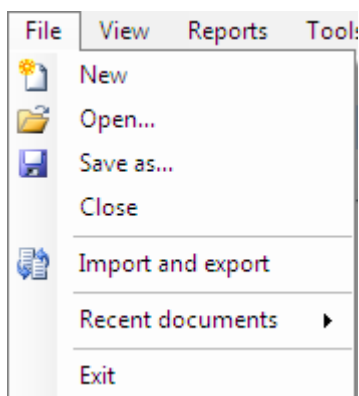 File View Reports Tools
New
Open...
Save as...
Close
Import and export
Recent documents
Exit